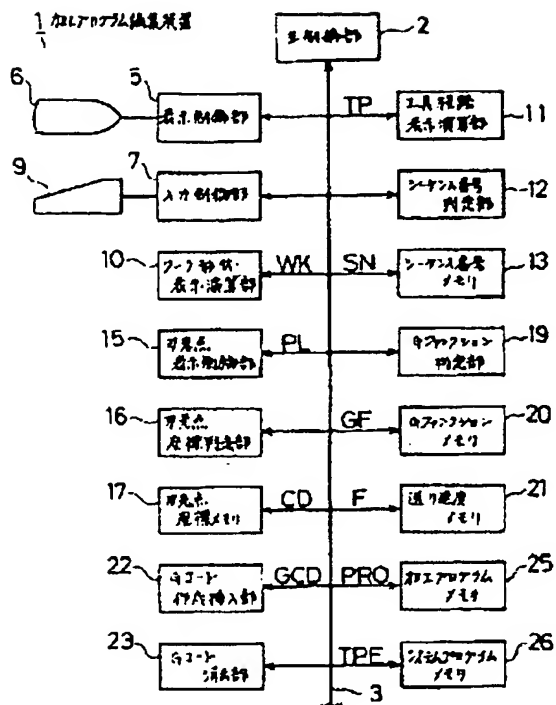 1 加工プログラム編集装置
主制御部
2
6
5
表示制御部
TP
工具経路
表示演算部
11
9
7
入力制御部
シーケンス番号
判定部
12
10
ワーク形状
表示演算部
WK
SN
シーケンス番号
メモリ
13
15
刃先点
表示制御部
PL
Gファンクション
判定部
19
16
刃先点
座標判定部
GF
Gファンクション
メモリ
20
17
刃先点
座標メモリ
CD
F
送り速度
メモリ
21
22
Gコード
作成挿入部
GCD
PRO
加工プログラム
メモリ
25
23
Gコード
消去部
TPE
システムプログラム
メモリ
26
3